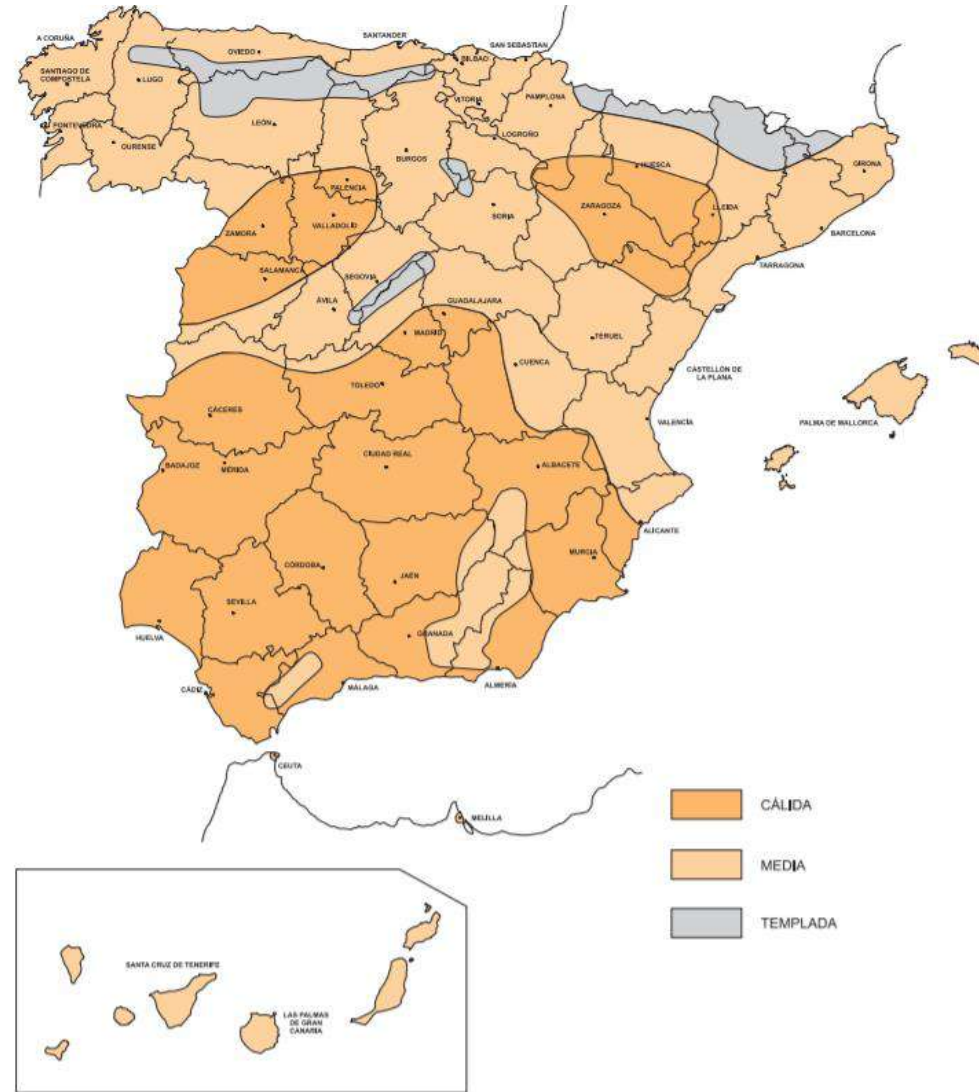 A CORUÑA
OVIEDO
SANTANDER
SAN SEBASTIAN
BILBAO
SANTIAGO DE
COMPOSTELA
LUGO
VITORIA
PAMPLONA
PONTEVEDRA
OURENSE
LEÓN
LOGROÑO
BURGOS
HUESCA
GIRONA
PALENCIA
ZAMORA
VALLADOLID
SORIA
ZARAGOZA
LLEIDA
BARCELONA
SALAMANCA
SEGOVIA
TARRAGONA
ÁVILA
GUADALAJARA
MADRID
TERUEL
CUENCA
CASTELLÓN DE
LA PLANA
TOLEDO
CÁCERES
VALENCÍA
PALMA DE MALLORCA
BADAJOZ
MÉRIDA
CIUDAD REAL
ALBACETE
ALICANTE
MURCIA
CÓRDOBA
JAÉN
SEVILLA
HUELVA
GRANADA
CÁDIZ
MÁLAGA
ALMERÍA
CEUTA
MELILLA
CÁLIDA
MEDIA
TEMPLADA
SANTA CRUZ DE TENERIFE
LAS PALMAS
DE GRAN
CANARIA